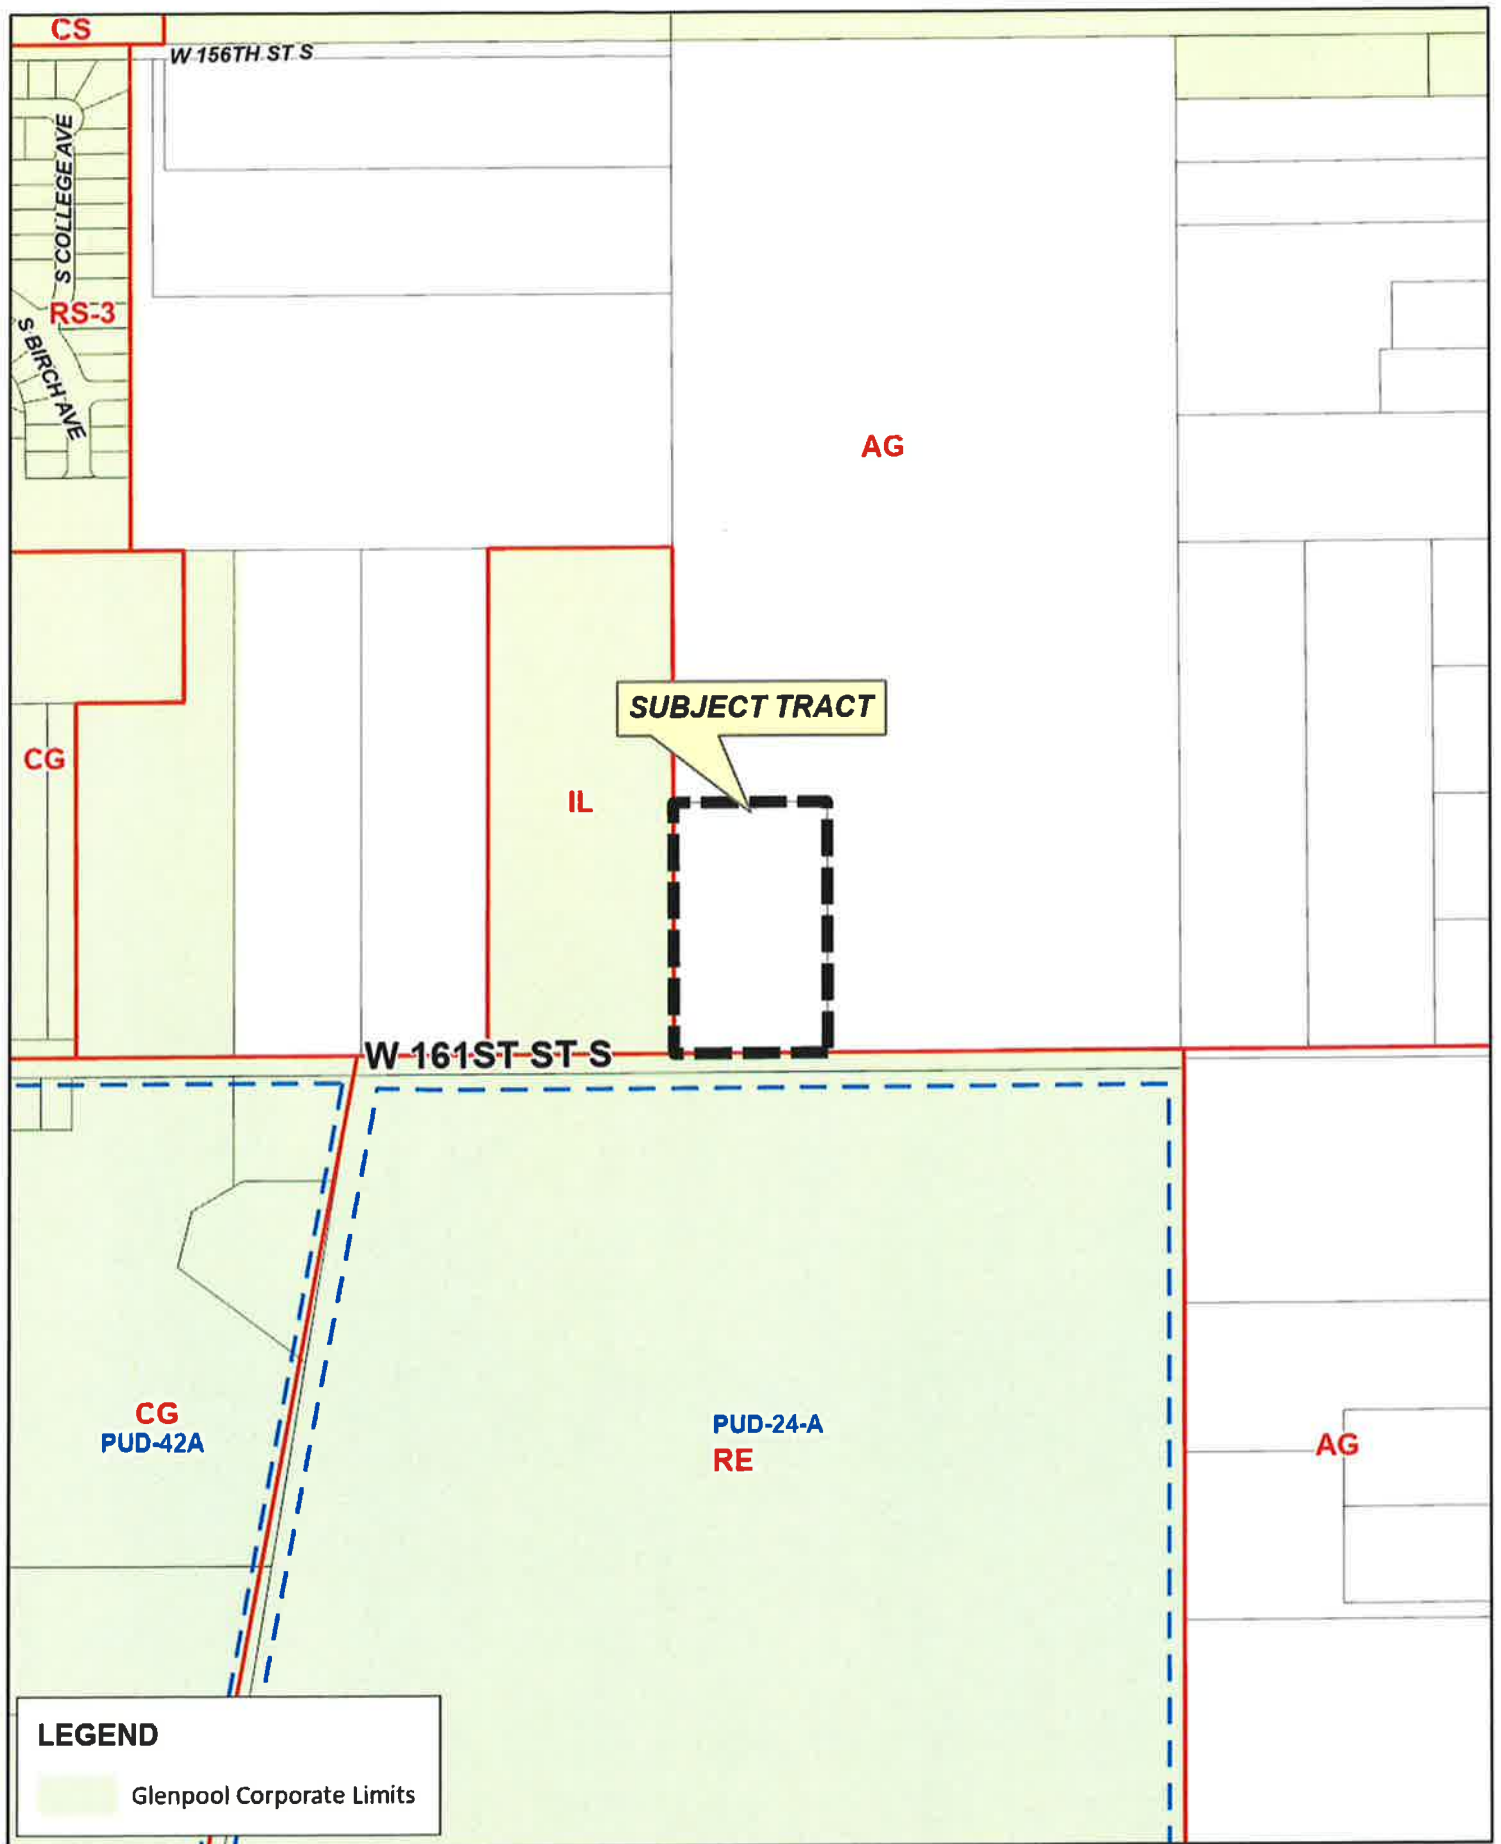 CS
W 156TH ST S
S COLLEGE AVE
RS-3
S BIRCH AVE
AG
SUBJECT TRACT
CG
IL
W 161ST ST S
CG
PUD-42A
PUD-24-A
RE
AG
LEGEND
Glenpool Corporate Limits